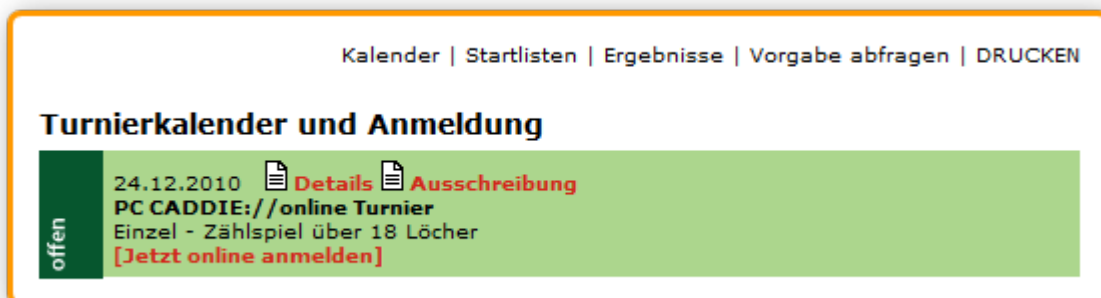 Kalender | Startlisten | Ergebnisse | Vorgabe abfragen | DRUCKEN
Turnierkalender und Anmeldung
offen
24.12.2010 Details Ausschreibung
PC CADDIE://online Turnier
Einzel - Zählspiel über 18 Löcher
[Jetzt online anmelden]